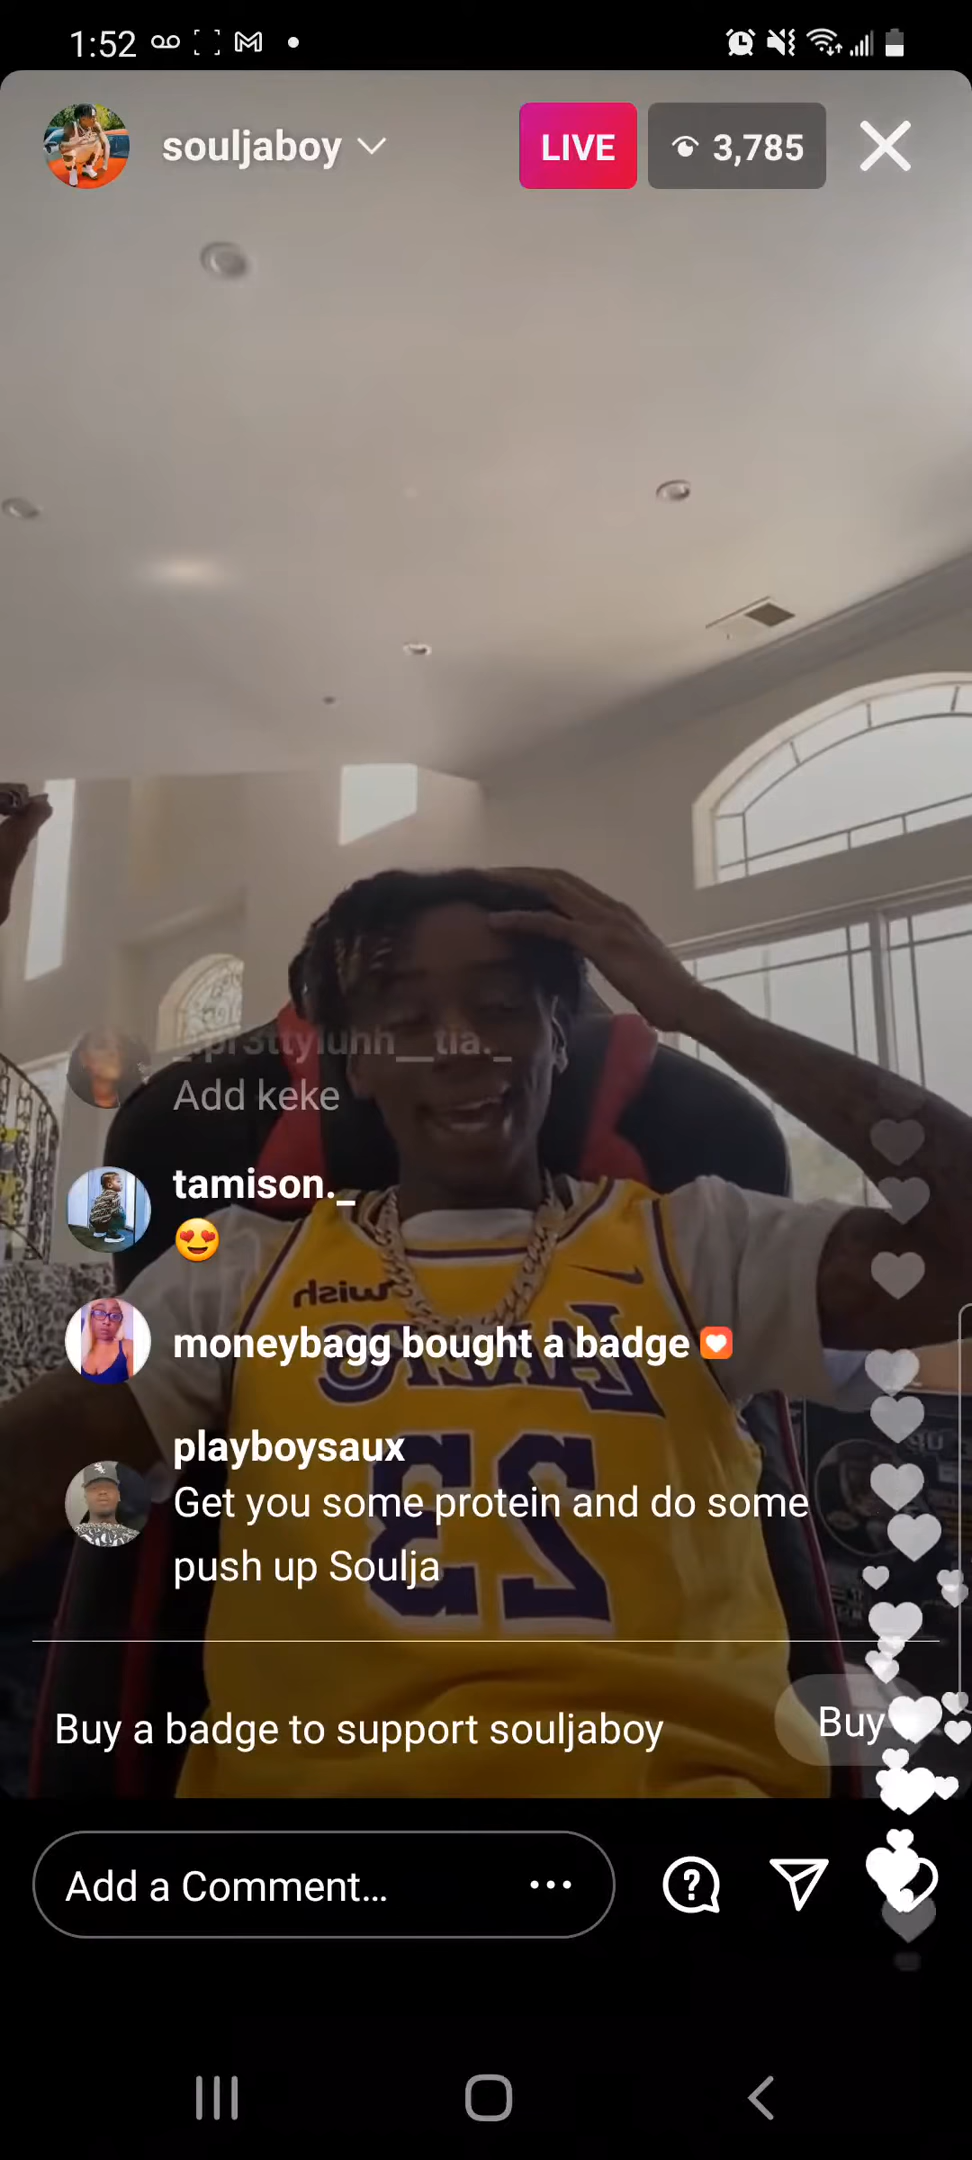 1:52
souljaboy
LIVE
3,785
_.pr3ttyluhh__tia._
Add keke
tamison._
moneybagg bought a badge
playboysaux
Get you some protein and do some
push up Soulja
wish
LAKERS
23
Buy a badge to support souljaboy
Buy
Add a Comment...